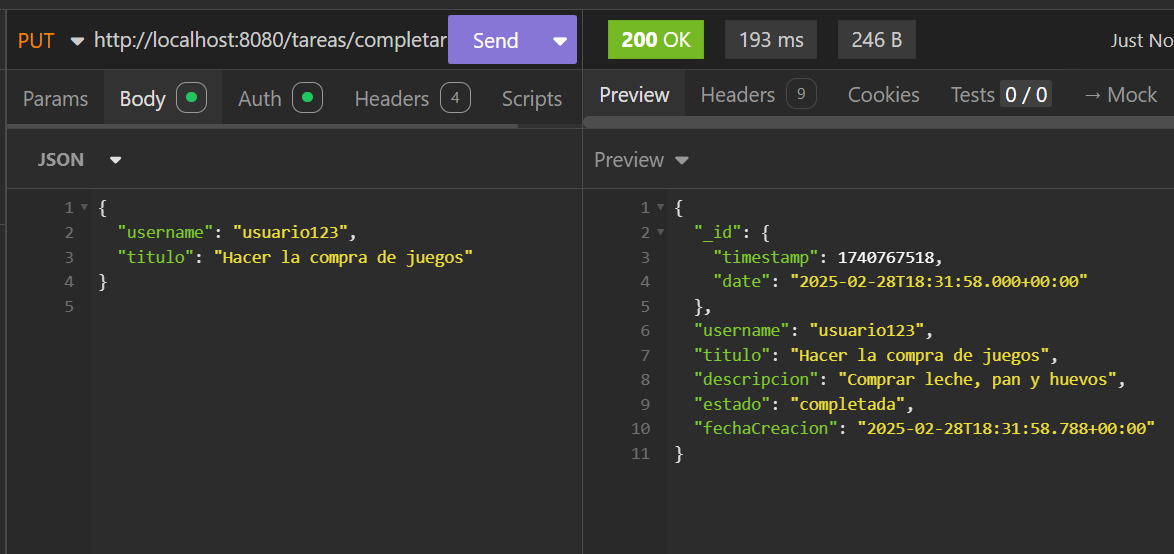 PUT http://localhost:8080/tareas/completar Send 200 OK 193 ms 246 B Just No
Params Body Auth Headers 4 Scripts
Preview Headers 9 Cookies Tests 0 / 0 → Mock
JSON
Preview
1 {
2 "username": "usuario123",
3 "titulo": "Hacer la compra de juegos"
4 }
5
1 {
2 "_id": {
3 "timestamp": 1740767518,
4 "date": "2025-02-28T18:31:58.000+00:00"
5 },
6 "username": "usuario123",
7 "titulo": "Hacer la compra de juegos",
8 "descripcion": "Comprar leche, pan y huevos",
9 "estado": "completada",
10 "fechaCreacion": "2025-02-28T18:31:58.788+00:00"
11 }